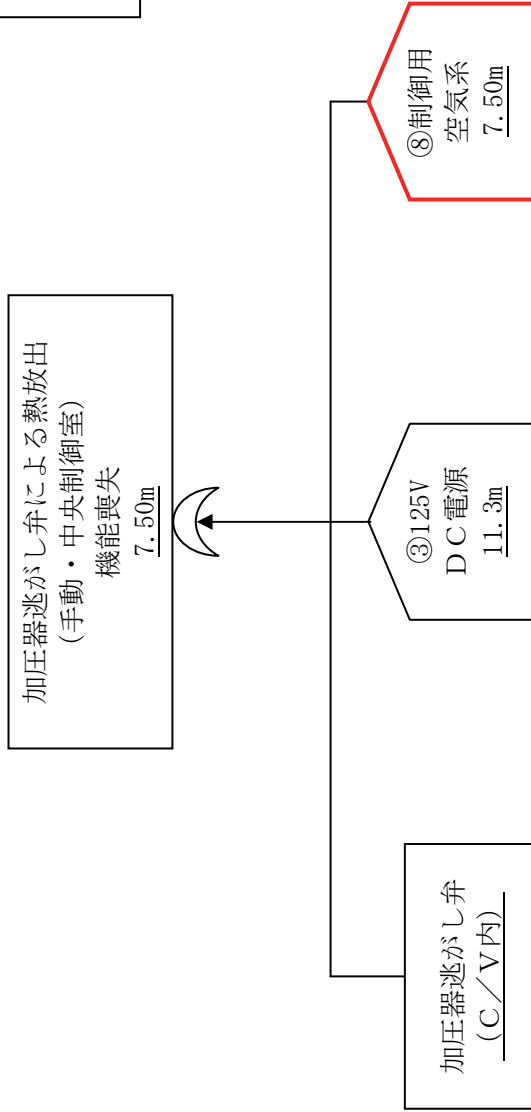 加圧器逃がし弁による熱放出
(手動・中央制御室)
機能喪失
7.50m
加圧器逃がし弁
(C／V内)
③125V
DC電源
11.3m
⑧制御用
空気系
7.50m